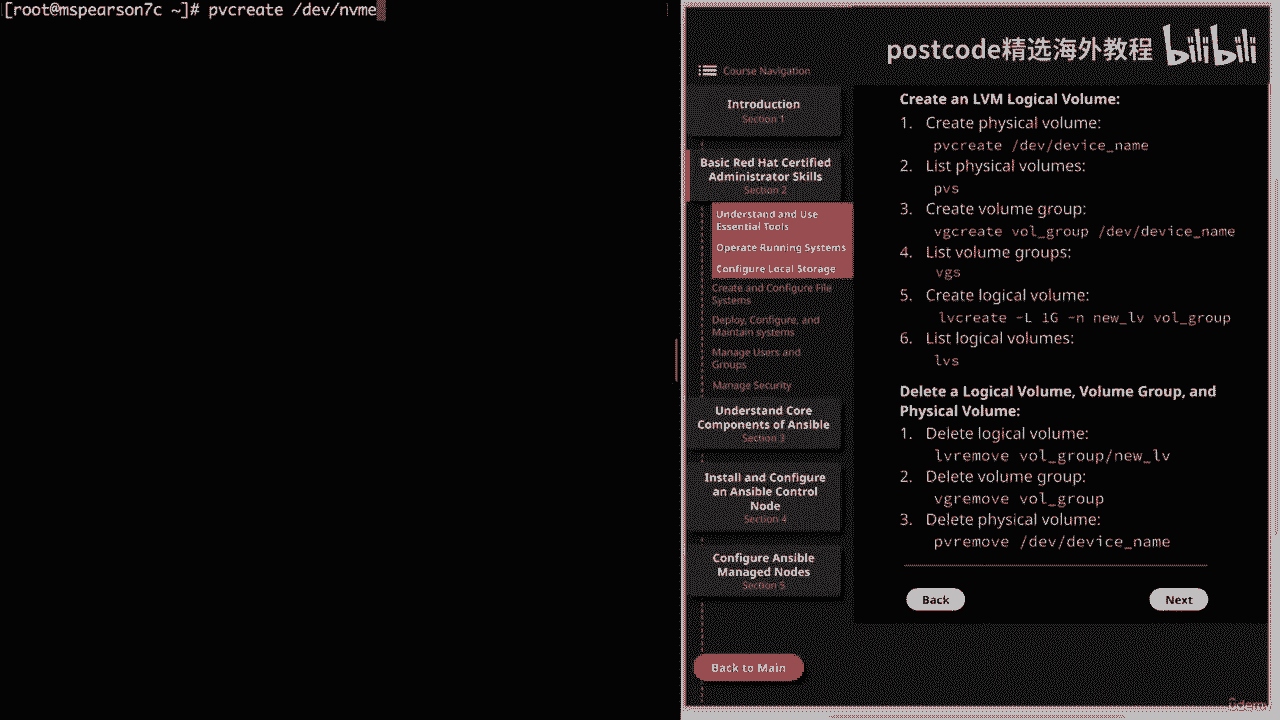 [root@mspearson7c ~]# pvcreate /dev/nvme
postcode精选海外教程 bilibili
Course Navigation
Introduction
Section 1
Basic Red Hat Certified
Administrator Skills
Section 2
Understand and Use
Essential Tools
Operate Running Systems
Configure Local Storage
Create and Configure File
Systems
Deploy, Configure, and
Maintain systems
Manage Users and
Groups
Manage Security
Understand Core
Components of Ansible
Section 3
Install and Configure
an Ansible Control
Node
Section 4
Configure Ansible
Managed Nodes
Section 5
Back to Main
Create an LVM Logical Volume:
1. Create physical volume:
pvcreate /dev/device_name
2. List physical volumes:
pvs
3. Create volume group:
vgcreate vol_group /dev/device_name
4. List volume groups:
vgs
5. Create logical volume:
lvcreate -L 1G -n new_lv vol_group
6. List logical volumes:
lvs
Delete a Logical Volume, Volume Group, and
Physical Volume:
1. Delete logical volume:
lvremove vol_group/new_lv
2. Delete volume group:
vgremove vol_group
3. Delete physical volume:
pvremove /dev/device_name
Back
Next
ûdemy